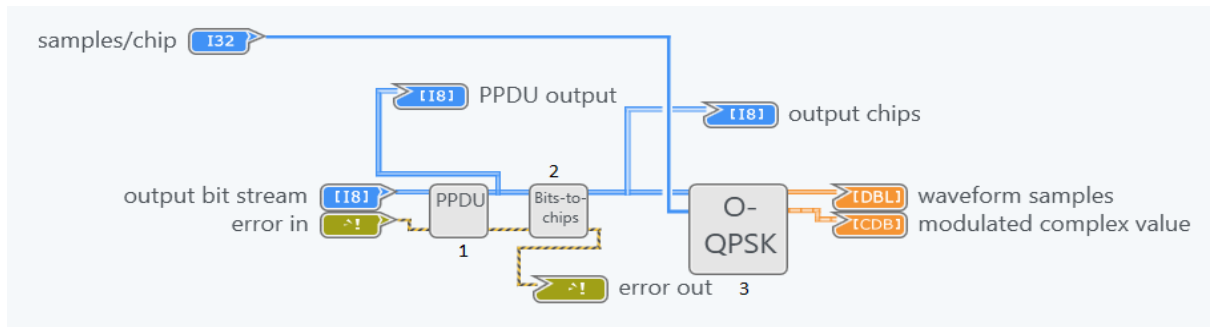 samples/chip
I32
[I8]
PPDU output
[I8]
output chips
2
output bit stream
[I8]
PPDU
Bits-to-
chips
O-
QPSK
[DBL]
waveform samples
error in
[CDB]
modulated complex value
1
error out
3